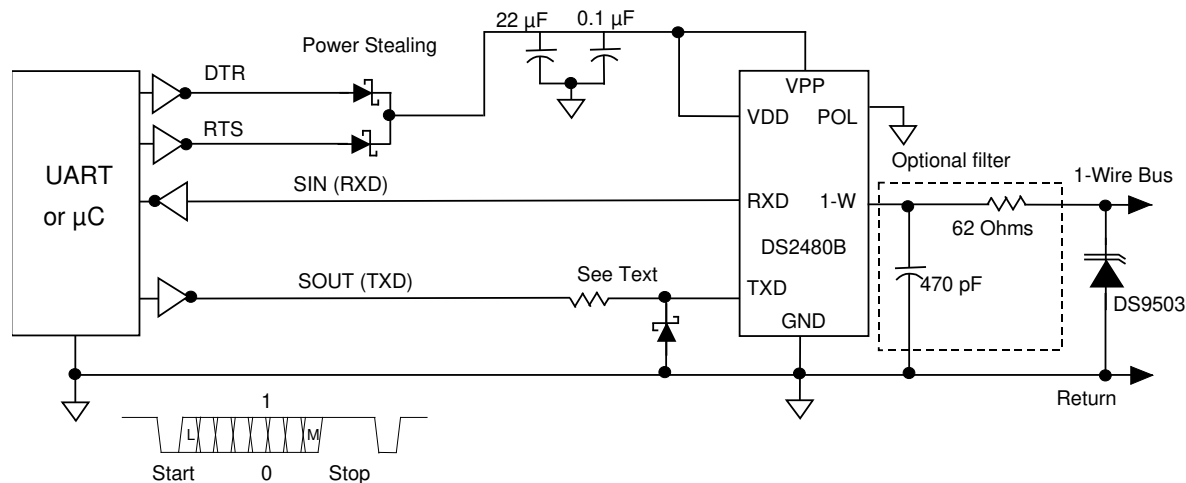 22 µF
0.1 µF
Power Stealing
DTR
VPP
VDD
POL
RTS
Optional filter
UART
or µC
SIN (RXD)
1-Wire Bus
RXD
1-W
62 Ohms
DS2480B
SOUT (TXD)
See Text
TXD
470 pF
DS9503
GND
Return
1
L
M
Start
0
Stop